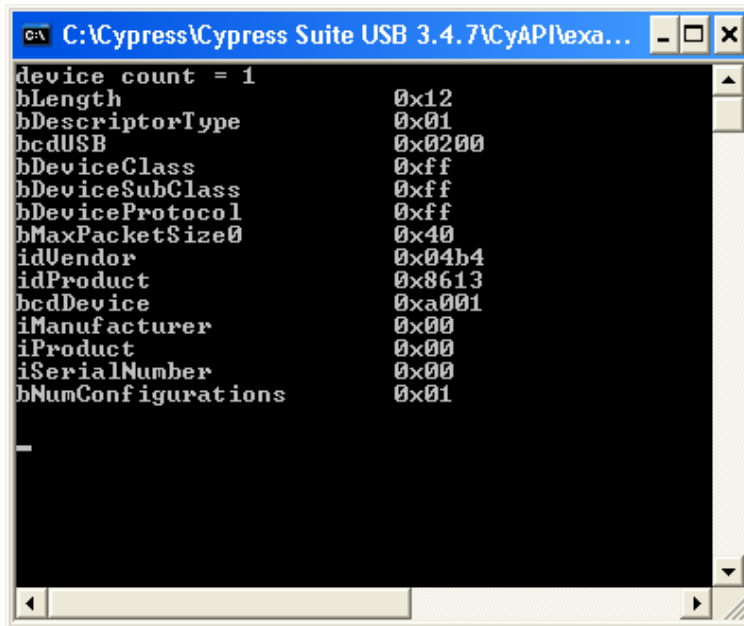 C:\Cypress\Cypress Suite USB 3.4.7\CyAPI\exa...
device count = 1
bLength 0x12
bDescriptorType 0x01
bcdUSB 0x0200
bDeviceClass 0xff
bDeviceSubClass 0xff
bDeviceProtocol 0xff
bMaxPacketSize0 0x40
idVendor 0x04b4
idProduct 0x8613
bcdDevice 0xa001
iManufacturer 0x00
iProduct 0x00
iSerialNumber 0x00
bNumConfigurations 0x01